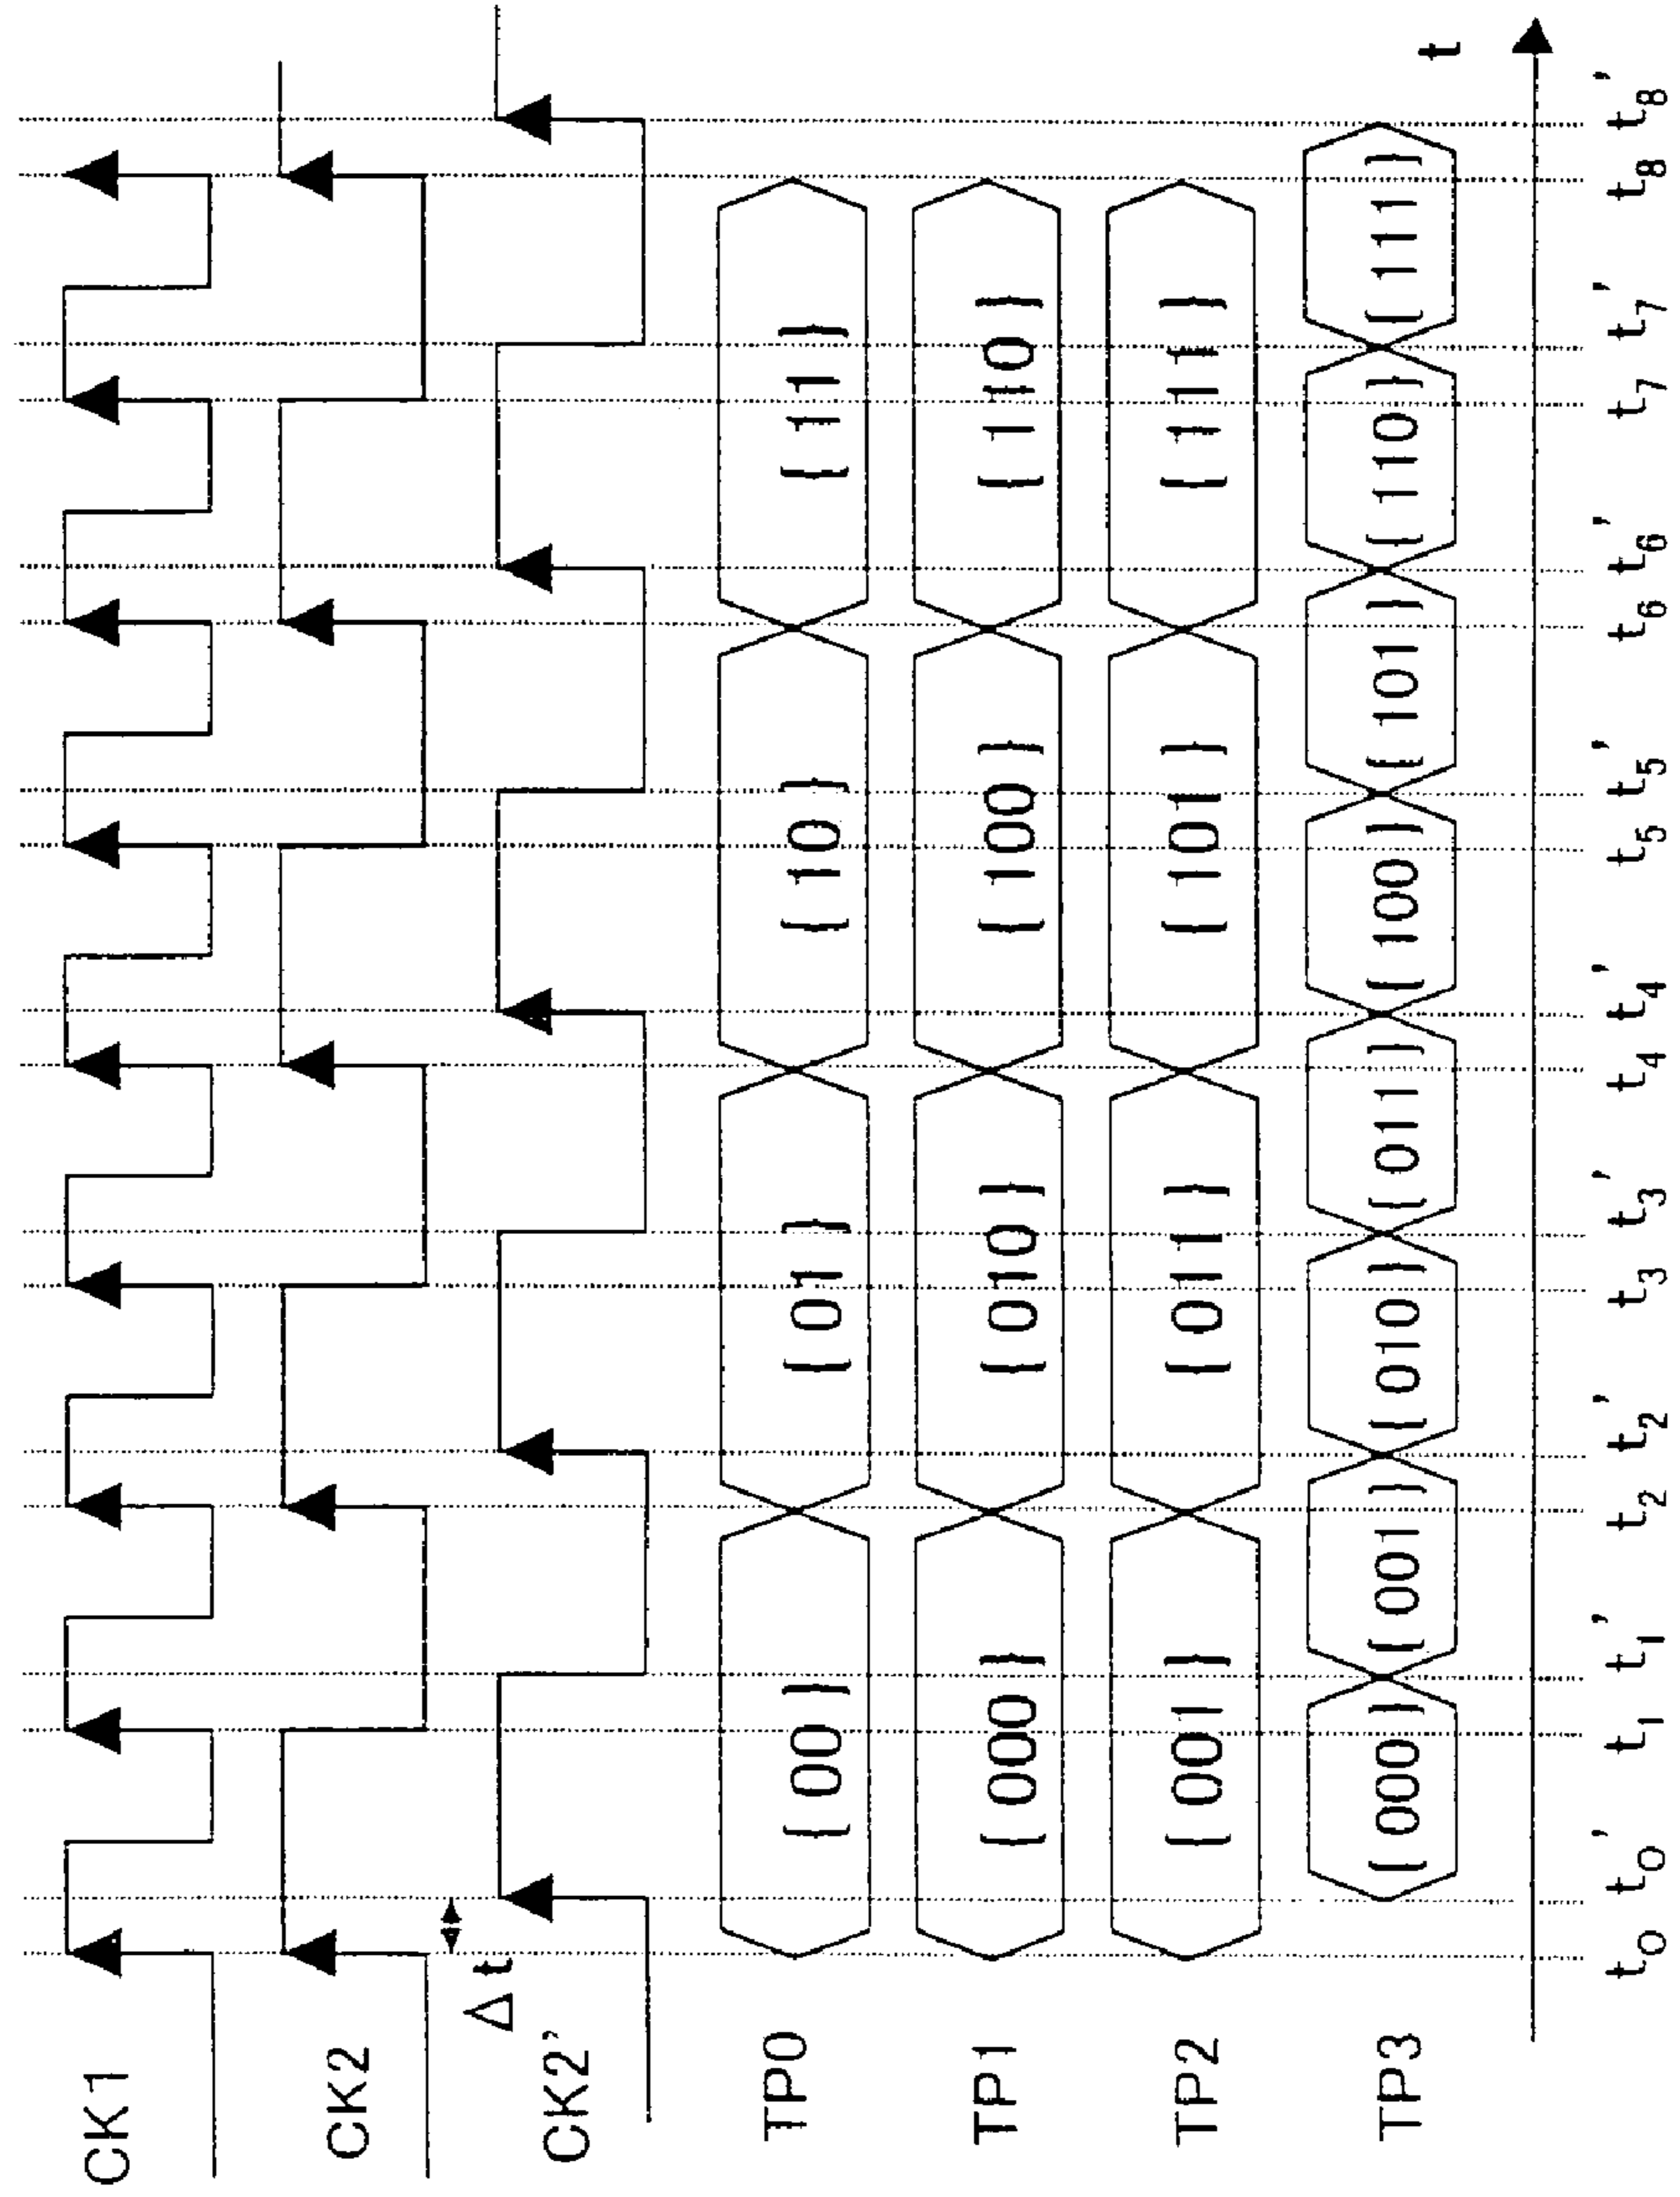 CK1
CK2
Δt
CK2'
TP0 { 00 } { 01 } { 10 } { 11 }
TP1 { 000 } { 010 } { 100 } { 110 }
TP2 { 001 } { 011 } { 101 } { 111 }
TP3 { 000 } { 001 } { 010 } { 011 } { 100 } { 101 } { 110 } { 111 }
t
t0 t0' t1 t1' t2 t2' t3 t3' t4 t4' t5 t5' t6 t6' t7 t7' t8 t8'